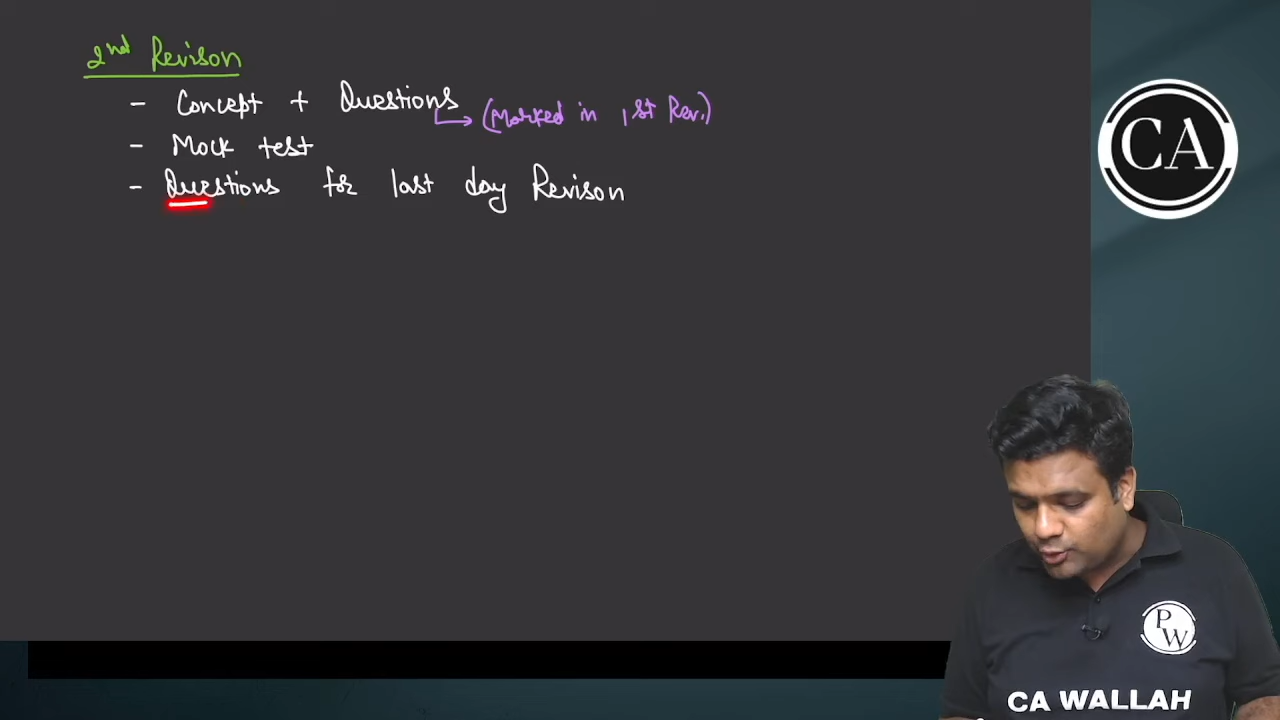 2nd Revison
- Concept + Questions
(Marked in 1st Rev.)
- Mock test
- Questions for last day Revison
CA
PW
CA WALLAH